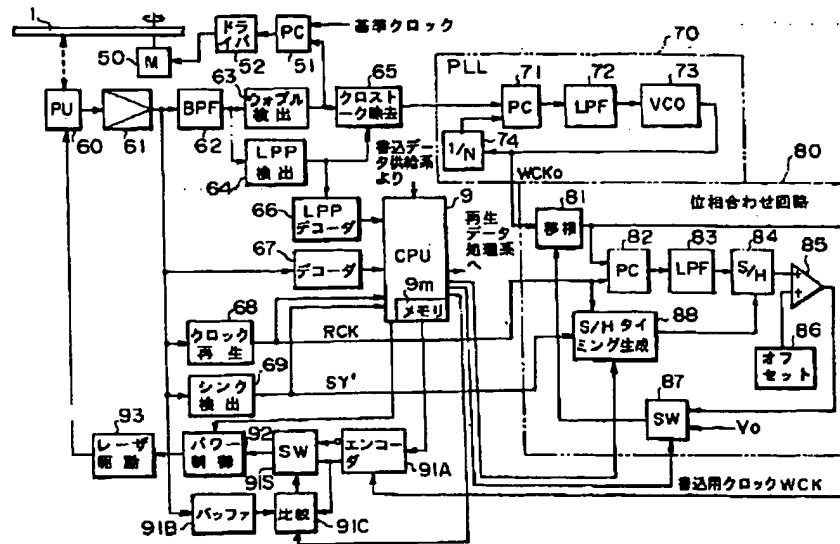 1
50
M
ドライバ
52
PC
51
基準クロック
PU
60
61
BPF
62
63
ウォブル検出
65
クロストーク除去
LPP検出
64
書込データ供給系より
LPPデコーダ
66
67
デコーダ
9
CPU
9m
メモリ
再生データ処理系へ
68
クロック再生
RCK
69
シンク検出
SY'
93
レーザ駆動
92
パワー制御
91S
SW
エンコーダ
91A
91B
バッファ
比較
91C
70
PLL
71
PC
72
LPF
73
VCO
1/N
74
WCKo
80
位相合わせ回路
81
移相
82
PC
83
LPF
84
S/H
85
+
+
86
オフセット
S/Hタイミング生成
88
87
SW
Vo
書込用クロックWCK